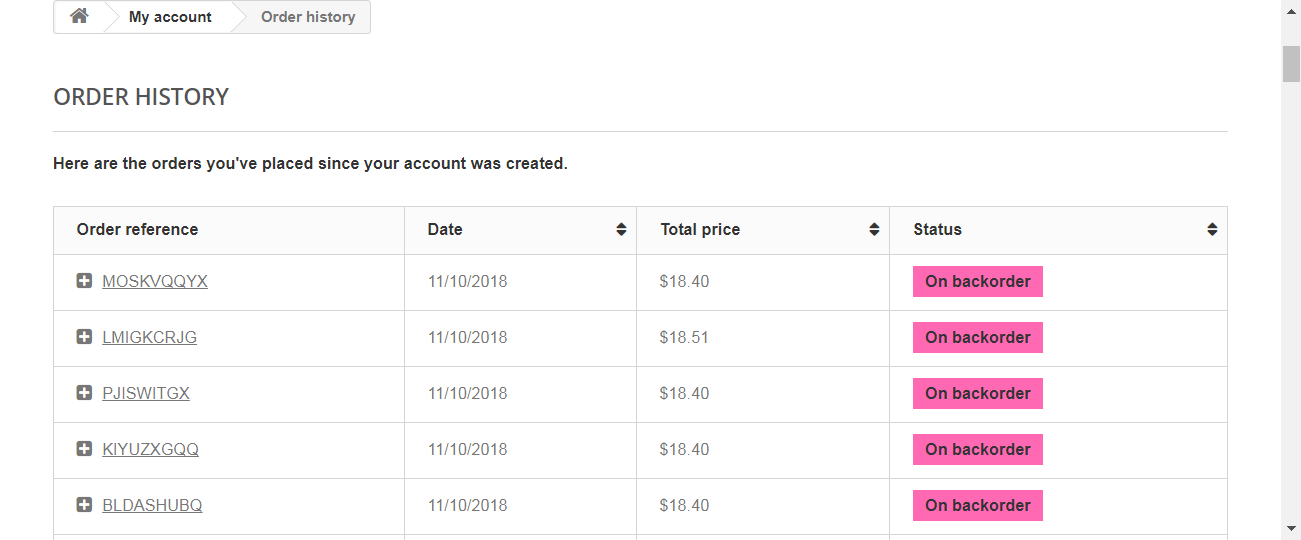 My account Order history
ORDER HISTORY
Here are the orders you've placed since your account was created.
Order reference Date Total price Status
MOSKVQQYX 11/10/2018 $18.40 On backorder
LMIGKCRJG 11/10/2018 $18.51 On backorder
PJISWITGX 11/10/2018 $18.40 On backorder
KIYUZXGQQ 11/10/2018 $18.40 On backorder
BLDASHUBQ 11/10/2018 $18.40 On backorder